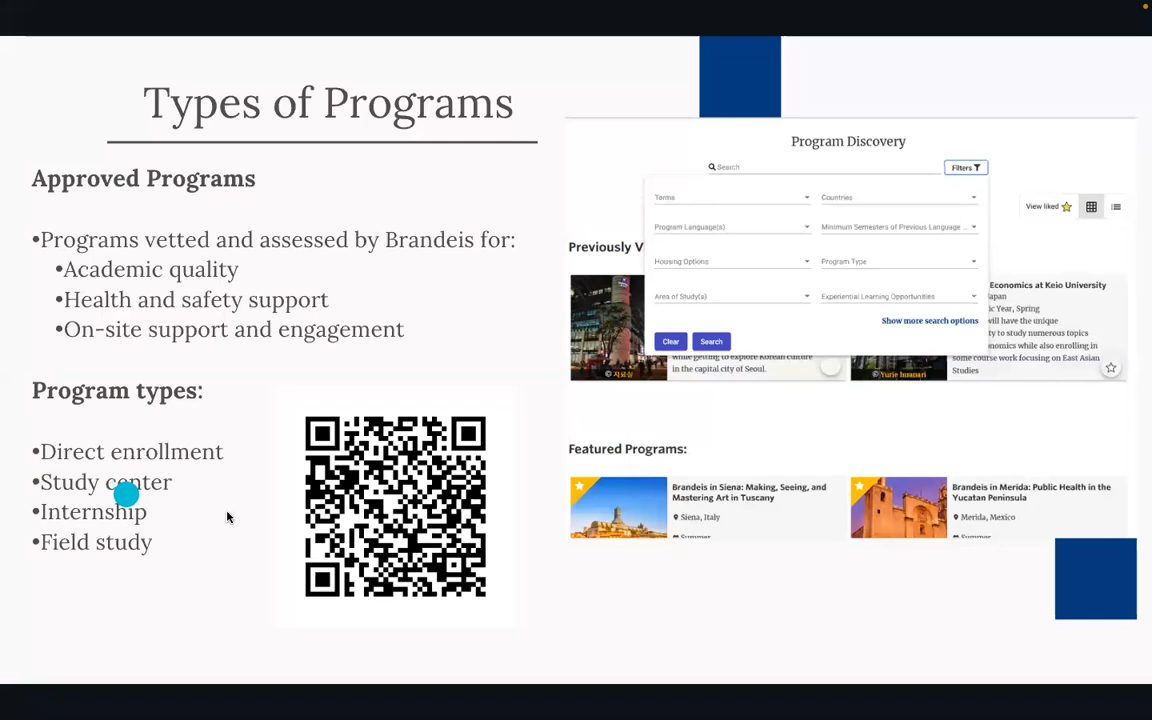 Types of Programs
Approved Programs
•Programs vetted and assessed by Brandeis for:
•Academic quality
•Health and safety support
•On-site support and engagement
Program types:
•Direct enrollment
•Study center
•Internship
•Field study
Program Discovery
Search
Filters
Terms
Countries
Program Language(s)
Minimum Semesters of Previous Language ...
Housing Options
Program Type
Area of Study(s)
Experiential Learning Opportunities
Show more search options
Clear
Search
View liked
Previously V
while getting to explore Korean culture
in the capital city of Seoul.
Economics at Keio University
Japan
ic Year, Spring
will have the unique
ty to study numerous topics
onomics while also enrolling in
some course work focusing on East Asian
Studies
© Yurie huanari
Featured Programs:
Brandeis in Siena: Making, Seeing, and
Mastering Art in Tuscany
Siena, Italy
Summer
Brandeis in Merida: Public Health in the
Yucatan Peninsula
Merida, Mexico
Summer